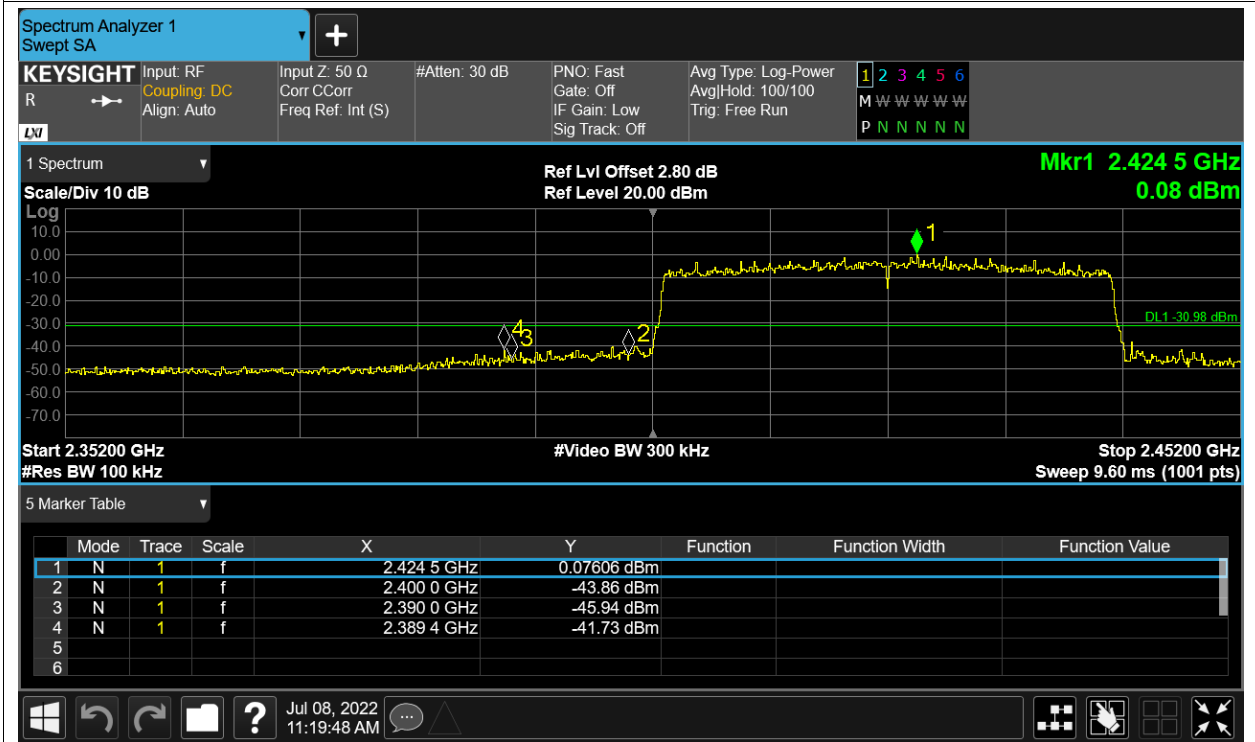 Spectrum Analyzer 1
Swept SA
KEYSIGHT Input: RF Input Z: 50 Ω #Atten: 30 dB PNO: Fast Avg Type: Log-Power 1 2 3 4 5 6
R Coupling: DC Corr CCorr Gate: Off Avg|Hold: 100/100 M W W W W W W
Align: Auto Freq Ref: Int (S) IF Gain: Low Trig: Free Run
LXI Sig Track: Off P N N N N N N
1 Spectrum Ref Lvl Offset 2.80 dB Mkr1 2.424 5 GHz
Scale/Div 10 dB Ref Level 20.00 dBm 0.08 dBm
Log
10.0 1
0.00
-10.0
-20.0
-30.0 DL1 -30.98 dBm
4 3 2
-40.0
-50.0
-60.0
-70.0
Start 2.35200 GHz #Video BW 300 kHz Stop 2.45200 GHz
#Res BW 100 kHz Sweep 9.60 ms (1001 pts)
5 Marker Table
Mode Trace Scale X Y Function Function Width Function Value
1 N 1 f 2.424 5 GHz 0.07606 dBm
2 N 1 f 2.400 0 GHz -43.86 dBm
3 N 1 f 2.390 0 GHz -45.94 dBm
4 N 1 f 2.389 4 GHz -41.73 dBm
5
6
? Jul 08, 2022
11:19:48 AM